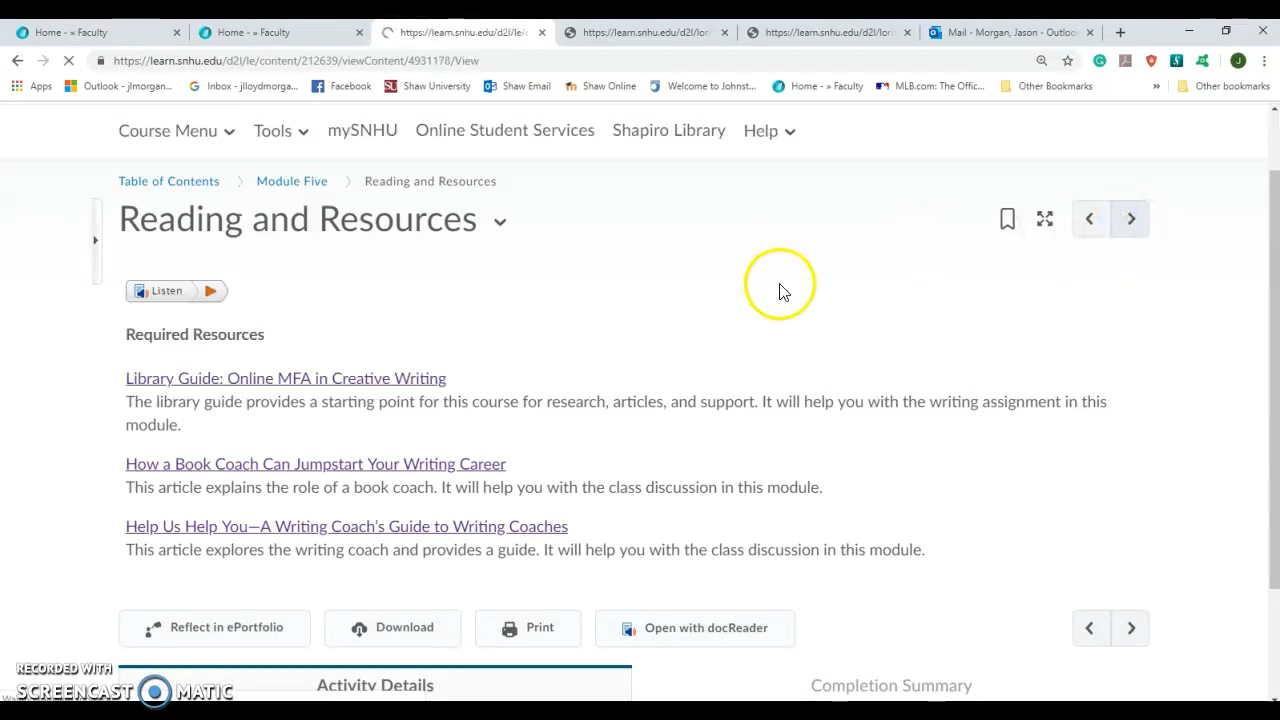 Home - » Faculty
Home - » Faculty
https://learn.snhu.edu/d2l/le/c
https://learn.snhu.edu/d2l/lor/
https://learn.snhu.edu/d2l/lor/
Mail - Morgan, Jason - Outloo
https://learn.snhu.edu/d2l/le/content/212639/viewContent/4931178/View
Apps
Outlook - jlmorgan...
Inbox - jlloydmorga...
Facebook
Shaw University
Shaw Email
Shaw Online
Welcome to Johnst...
Home - » Faculty
MLB.com: The Offic...
Other Bookmarks
»
Other bookmarks
Course Menu
Tools
mySNHU
Online Student Services
Shapiro Library
Help
Table of Contents
Module Five
Reading and Resources
Reading and Resources
Listen
Required Resources
Library Guide: Online MFA in Creative Writing
The library guide provides a starting point for this course for research, articles, and support. It will help you with the writing assignment in this
module.
How a Book Coach Can Jumpstart Your Writing Career
This article explains the role of a book coach. It will help you with the class discussion in this module.
Help Us Help You—A Writing Coach's Guide to Writing Coaches
This article explores the writing coach and provides a guide. It will help you with the class discussion in this module.
Reflect in ePortfolio
Download
Print
Open with docReader
Activity Details
Completion Summary
RECORDED WITH
SCREENCAST MATIC